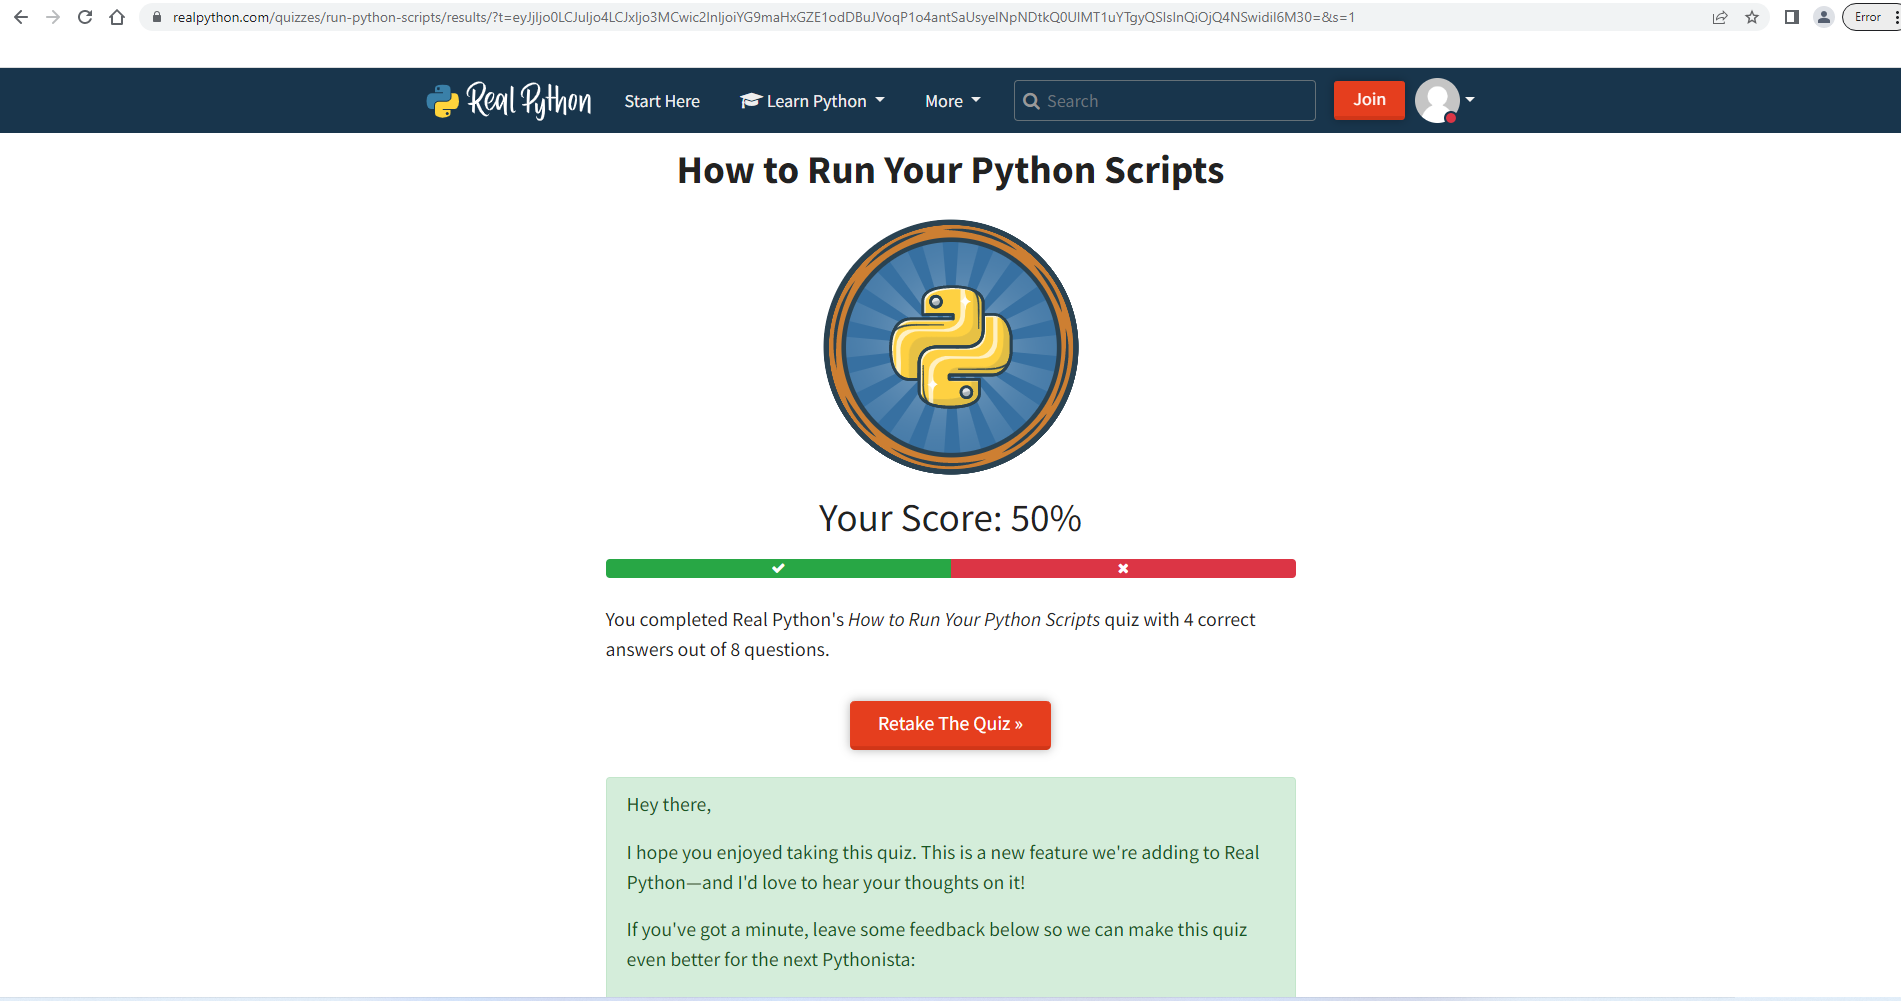 realpython.com/quizzes/run-python-scripts/results/?t=eyJjIjo0LCJuIjo4LCJxIjo3MCwic2lnIjoiYG9maHxGZE1odDBuJVoqP1o4antSaUsyelNpNDtkQ0UlMT1uYTgyQSIsInQiOjQ4NSwidiI6M30=&s=1
Error
Real Python
Start Here
Learn Python
More
Search
Join
How to Run Your Python Scripts
Your Score: 50%
You completed Real Python's How to Run Your Python Scripts quiz with 4 correct
answers out of 8 questions.
Retake The Quiz »
Hey there,
I hope you enjoyed taking this quiz. This is a new feature we're adding to Real
Python—and I'd love to hear your thoughts on it!
If you've got a minute, leave some feedback below so we can make this quiz
even better for the next Pythonista: